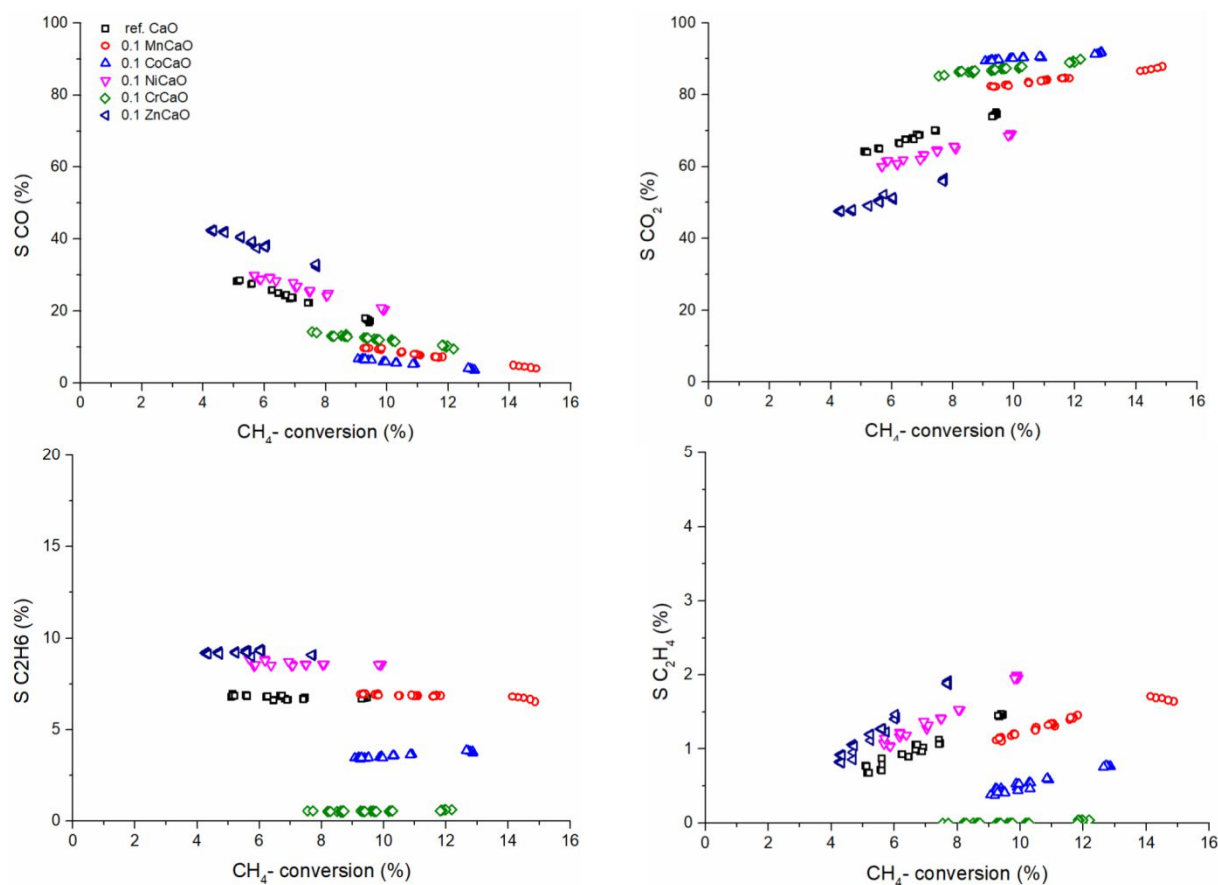 100
80
60
40
20
0
S CO (%)
ref. CaO
0.1 MnCaO
0.1 CoCaO
0.1 NiCaO
0.1 CrCaO
0.1 ZnCaO
0 2 4 6 8 10 12 14 16
CH₄- conversion (%)
100
80
60
40
20
0
S CO₂ (%)
0 2 4 6 8 10 12 14 16
CH₄- conversion (%)
20
15
10
5
0
S C2H6 (%)
0 2 4 6 8 10 12 14 16
CH₄- conversion (%)
5
4
3
2
1
0
S C₂H₄ (%)
0 2 4 6 8 10 12 14 16
CH₄- conversion (%)